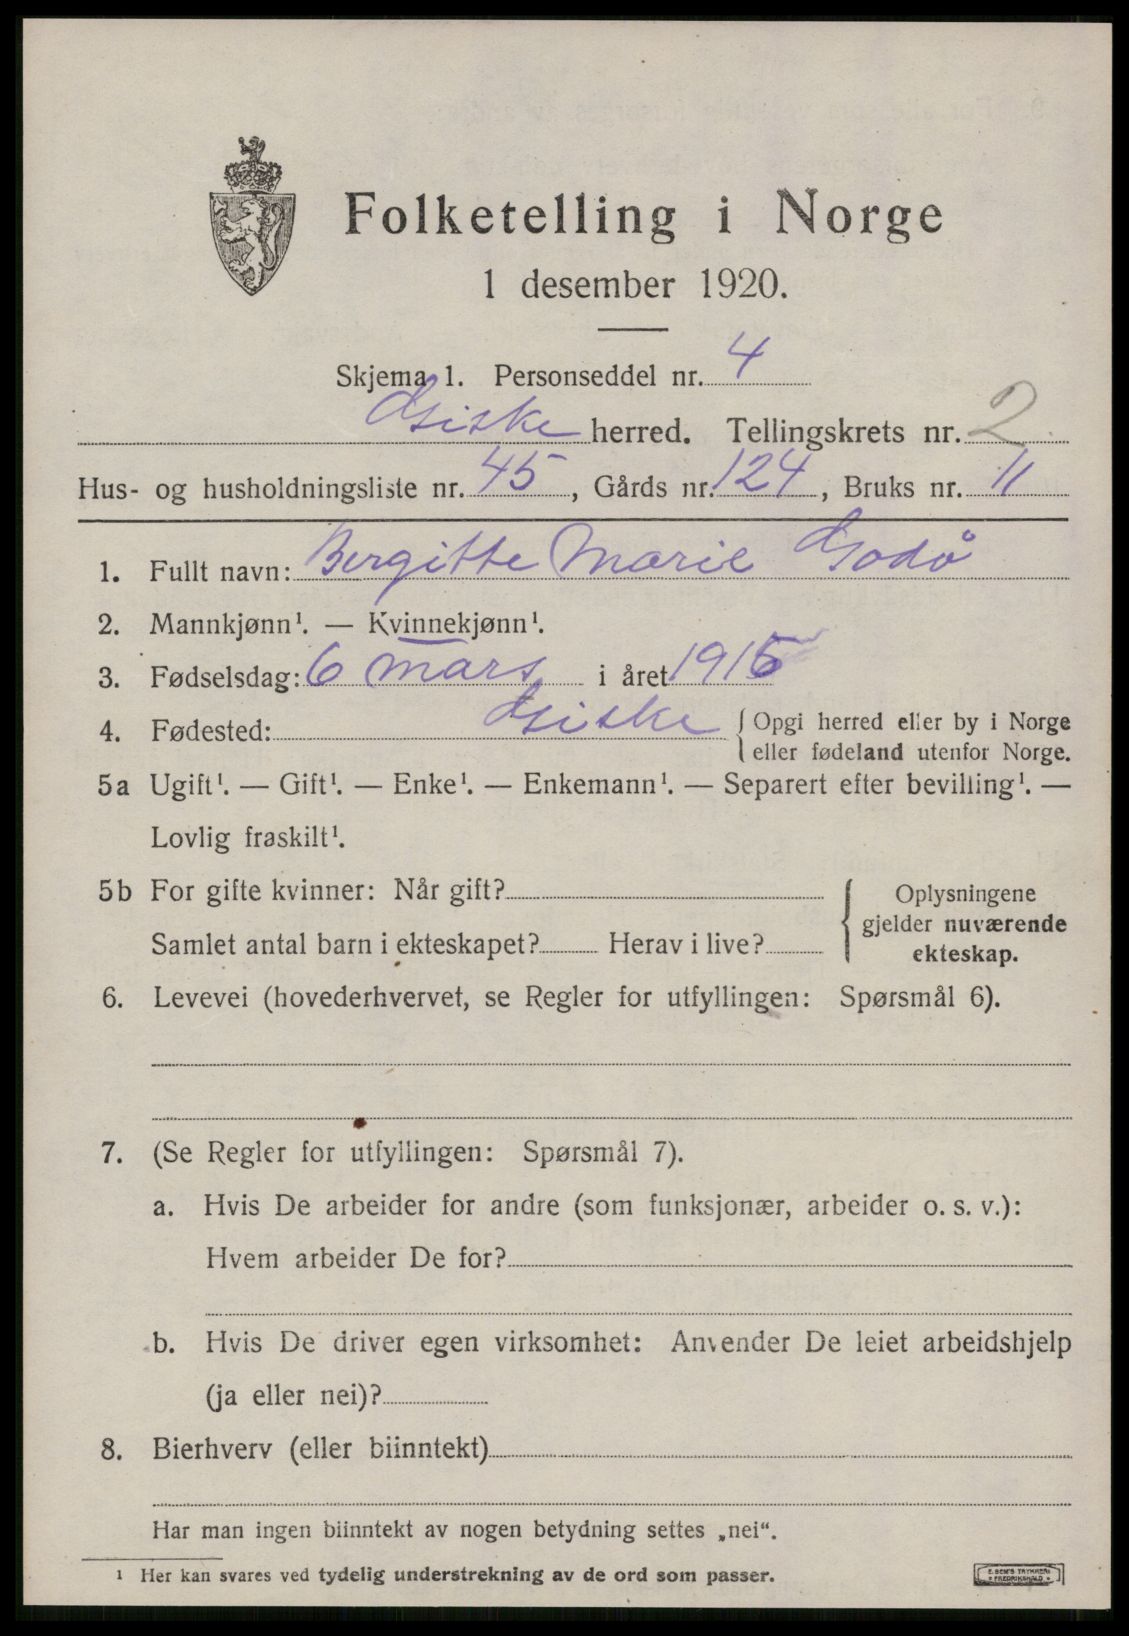 Folketelling i Norge
1 desember 1920.
Skjema 1. Personseddel nr. 4
Giske herred. Tellingskrets nr. 2
Hus- og husholdningsliste nr. 45, Gårds nr. 124, Bruks nr. 11
1. Fullt navn: Bergitte Marie Godø
2. Mannkjønn¹. — Kvinnekjønn¹.
3. Fødselsdag: 6 mars i året 1915
4. Fødested: Giske { Opgi herred eller by i Norge
eller fødeland utenfor Norge.
5a Ugift¹. — Gift¹. — Enke¹. — Enkemann¹. — Separert efter bevilling¹. —
Lovlig fraskilt¹.
5b For gifte kvinner: Når gift?
Samlet antal barn i ekteskapet? Herav i live?
Oplysningene
gjelder nuværende
ekteskap.
6. Levevei (hovederhvervet, se Regler for utfyllingen: Spørsmål 6).
7. (Se Regler for utfyllingen: Spørsmål 7).
a. Hvis De arbeider for andre (som funksjonær, arbeider o. s. v.):
Hvem arbeider De for?
b. Hvis De driver egen virksomhet: Anvender De leiet arbeidshjelp
(ja eller nei)?
8. Bierhverv (eller biinntekt)
Har man ingen biinntekt av nogen betydning settes „nei“.
¹ Her kan svares ved tydelig understrekning av de ord som passer.
E. SEM'S TRYKKERI
FREDRIKSHALD